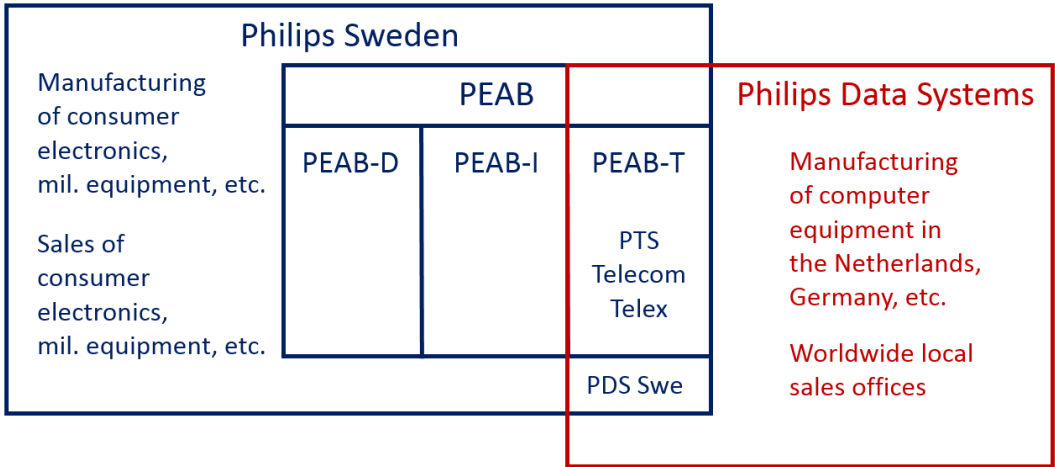 Philips Sweden
Manufacturing
of consumer
electronics,
mil. equipment, etc.
Sales of
consumer
electronics,
mil. equipment, etc.
PEAB
PEAB-D
PEAB-I
PEAB-T
PTS
Telecom
Telex
PDS Swe
Philips Data Systems
Manufacturing
of computer
equipment in
the Netherlands,
Germany, etc.
Worldwide local
sales offices